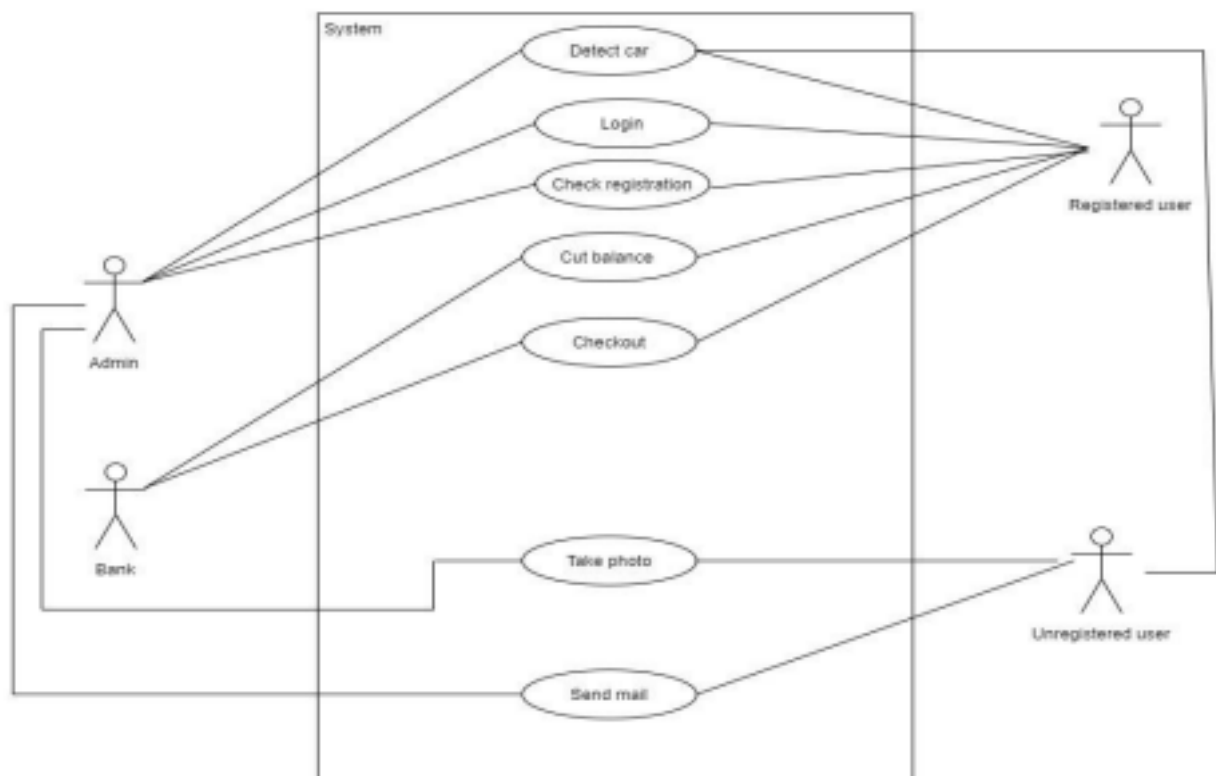 System
Detect car
Login
Check registration
Registered user
Cut balance
Checkout
Admin
Bank
Take photo
Unregistered user
Send mail